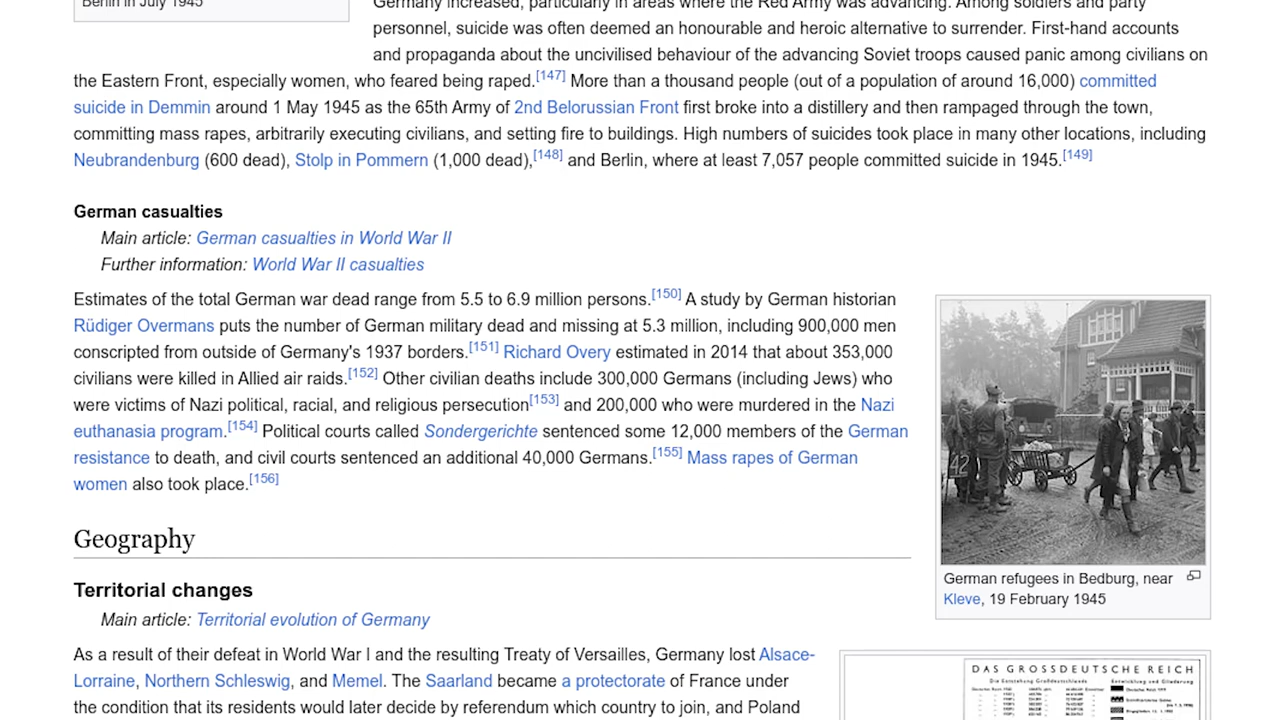 Berlin in July 1945
Germany increased, particularly in areas where the Red Army was advancing. Among soldiers and party
personnel, suicide was often deemed an honourable and heroic alternative to surrender. First-hand accounts
and propaganda about the uncivilised behaviour of the advancing Soviet troops caused panic among civilians on
the Eastern Front, especially women, who feared being raped.[147] More than a thousand people (out of a population of around 16,000) committed
suicide in Demmin around 1 May 1945 as the 65th Army of 2nd Belorussian Front first broke into a distillery and then rampaged through the town,
committing mass rapes, arbitrarily executing civilians, and setting fire to buildings. High numbers of suicides took place in many other locations, including
Neubrandenburg (600 dead), Stolp in Pommern (1,000 dead),[148] and Berlin, where at least 7,057 people committed suicide in 1945.[149]
German casualties
Main article: German casualties in World War II
Further information: World War II casualties
Estimates of the total German war dead range from 5.5 to 6.9 million persons.[150] A study by German historian
Rüdiger Overmans puts the number of German military dead and missing at 5.3 million, including 900,000 men
conscripted from outside of Germany's 1937 borders.[151] Richard Overy estimated in 2014 that about 353,000
civilians were killed in Allied air raids.[152] Other civilian deaths include 300,000 Germans (including Jews) who
were victims of Nazi political, racial, and religious persecution[153] and 200,000 who were murdered in the Nazi
euthanasia program.[154] Political courts called Sondergerichte sentenced some 12,000 members of the German
resistance to death, and civil courts sentenced an additional 40,000 Germans.[155] Mass rapes of German
women also took place.[156]
42
German refugees in Bedburg, near
Kleve, 19 February 1945
Geography
Territorial changes
Main article: Territorial evolution of Germany
As a result of their defeat in World War I and the resulting Treaty of Versailles, Germany lost Alsace-
Lorraine, Northern Schleswig, and Memel. The Saarland became a protectorate of France under
the condition that its residents would later decide by referendum which country to join, and Poland
DAS GROSSDEUTSCHE REICH
Die Entstehung Großdeutschlands
Entwicklung und Gliederung